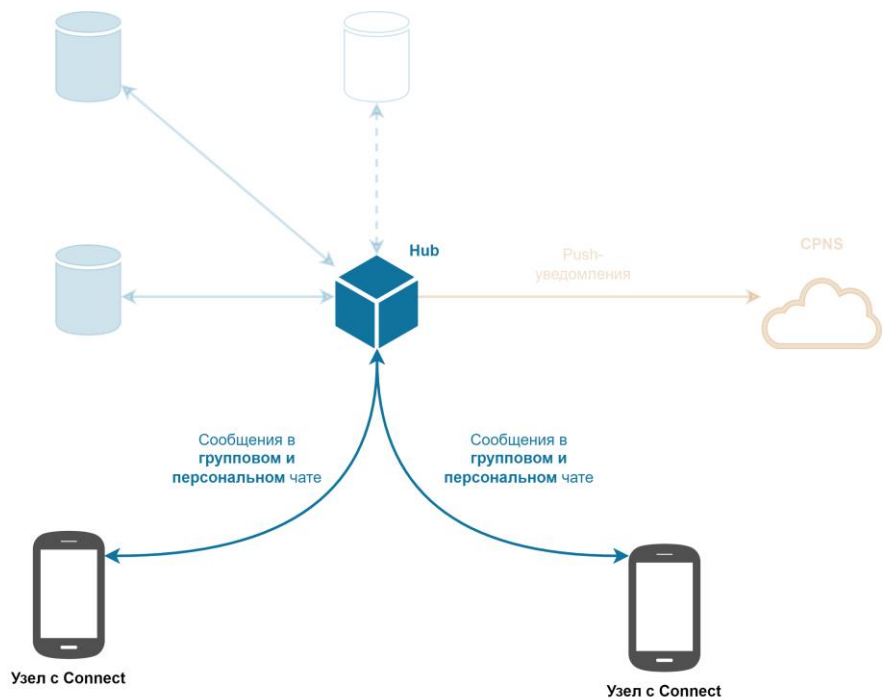 Hub
CPNS
Push-
уведомления
Сообщения в
групповом и
персональном чате
Сообщения в
групповом и
персональном чате
Узел с Connect
Узел с Connect